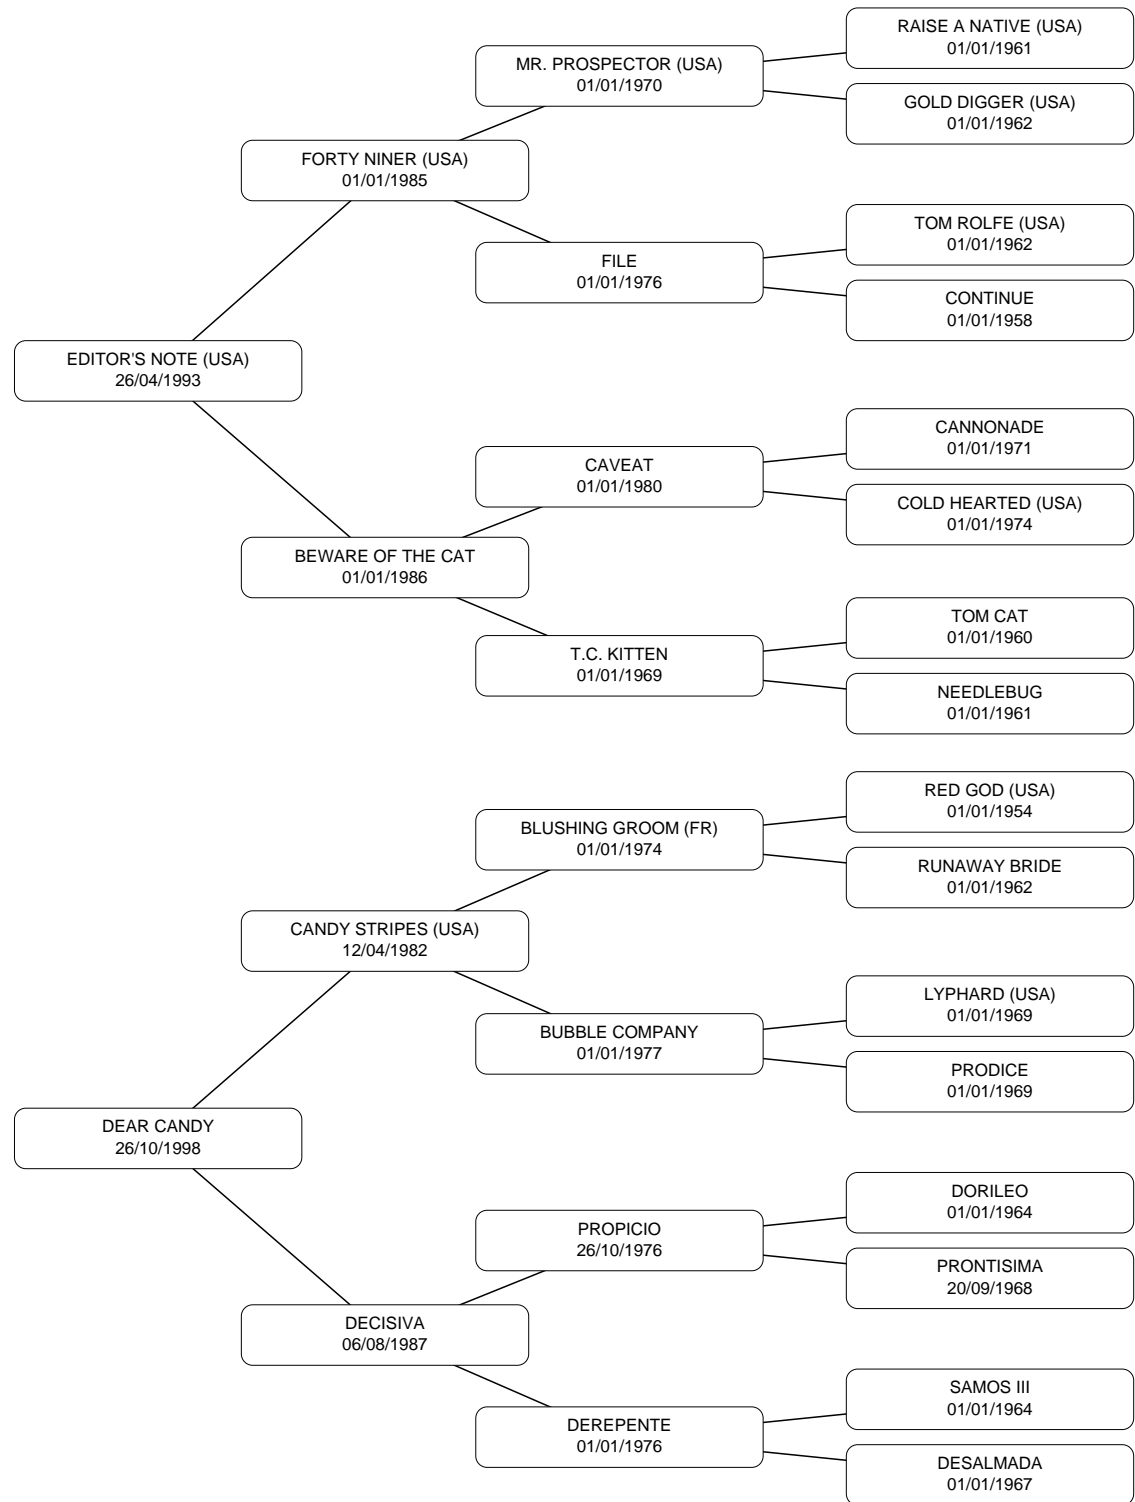 RAISE A NATIVE (USA)
01/01/1961
MR. PROSPECTOR (USA)
01/01/1970
GOLD DIGGER (USA)
01/01/1962
FORTY NINER (USA)
01/01/1985
TOM ROLFE (USA)
01/01/1962
FILE
01/01/1976
CONTINUE
01/01/1958
EDITOR'S NOTE (USA)
26/04/1993
CANNONADE
01/01/1971
CAVEAT
01/01/1980
COLD HEARTED (USA)
01/01/1974
BEWARE OF THE CAT
01/01/1986
TOM CAT
01/01/1960
T.C. KITTEN
01/01/1969
NEEDLEBUG
01/01/1961
RED GOD (USA)
01/01/1954
BLUSHING GROOM (FR)
01/01/1974
RUNAWAY BRIDE
01/01/1962
CANDY STRIPES (USA)
12/04/1982
LYPHARD (USA)
01/01/1969
BUBBLE COMPANY
01/01/1977
PRODICE
01/01/1969
DEAR CANDY
26/10/1998
DORILEO
01/01/1964
PROPICIO
26/10/1976
PRONTISIMA
20/09/1968
DECISIVA
06/08/1987
SAMOS III
01/01/1964
DEREPENTE
01/01/1976
DESALMADA
01/01/1967